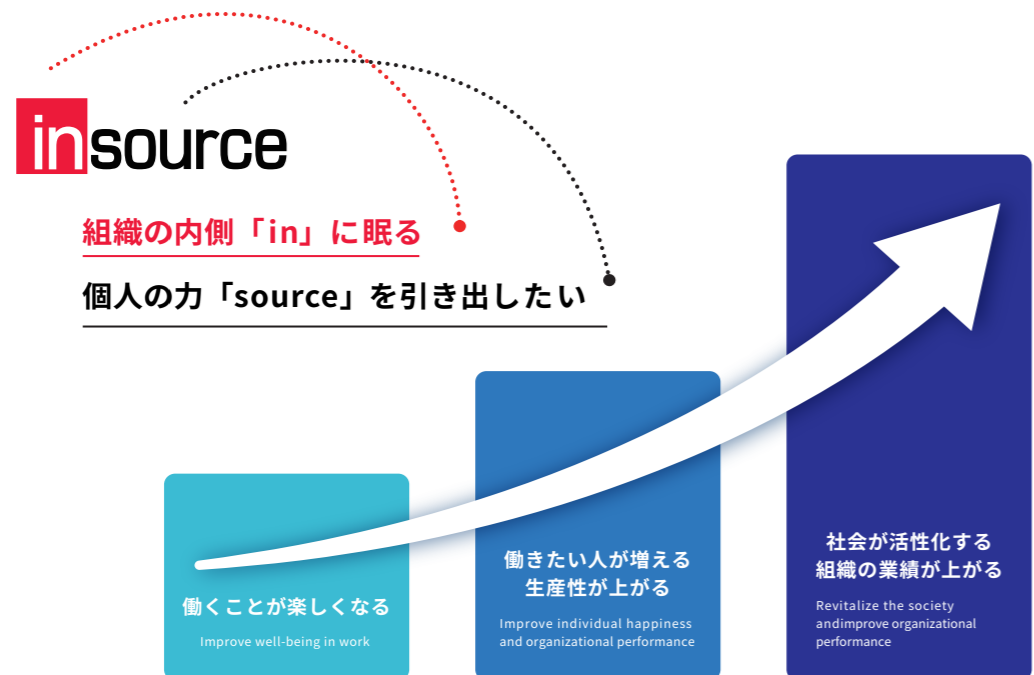 insource
組織の内側「in」に眠る
個人の力「source」を引き出したい
働くことが楽しくなる
Improve well-being in work
働きたい人が増える
生産性が上がる
Improve individual happiness
and organizational performance
社会が活性化する
組織の業績が上がる
Revitalize the society
andimprove organizational
performance